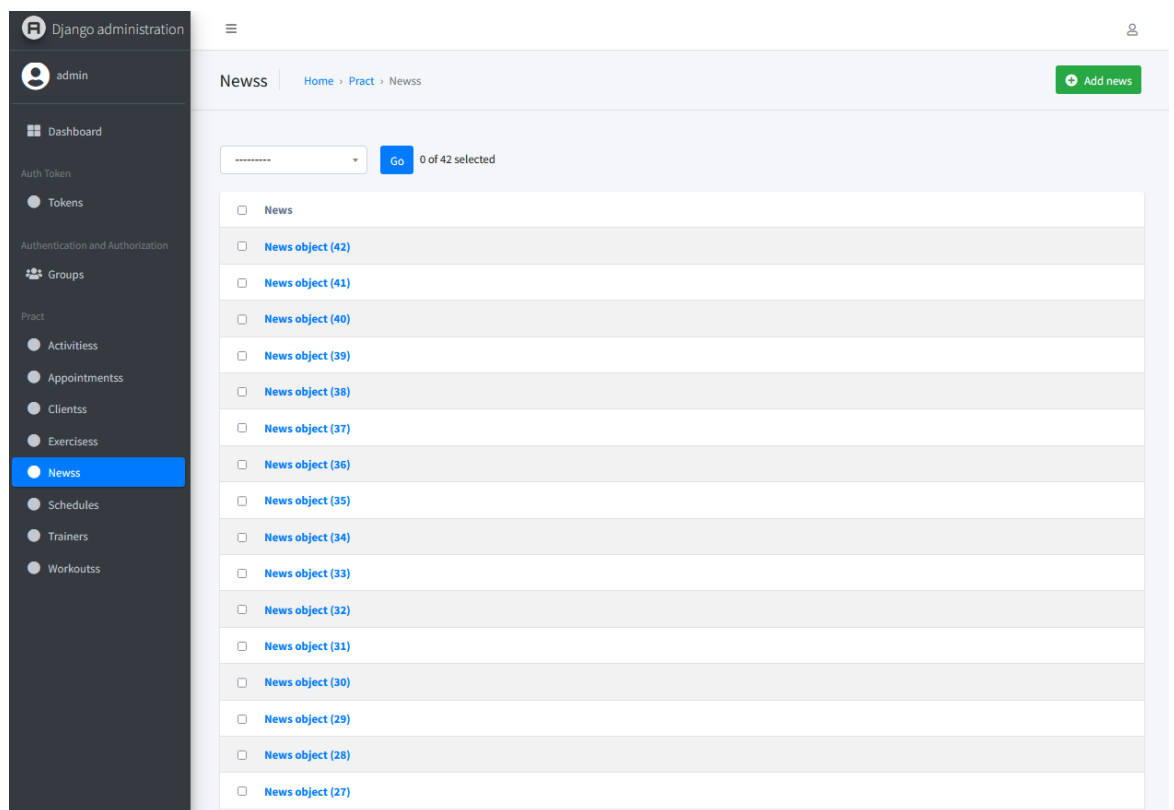 Django administration
admin
Dashboard
Auth Token
Tokens
Authentication and Authorization
Groups
Pract
Activitiess
Appointmentss
Clientss
Exercisess
Newss
Schedules
Trainers
Workoutss
Newss
Home › Pract › Newss
Add news
---------
Go
0 of 42 selected
News
News object (42)
News object (41)
News object (40)
News object (39)
News object (38)
News object (37)
News object (36)
News object (35)
News object (34)
News object (33)
News object (32)
News object (31)
News object (30)
News object (29)
News object (28)
News object (27)